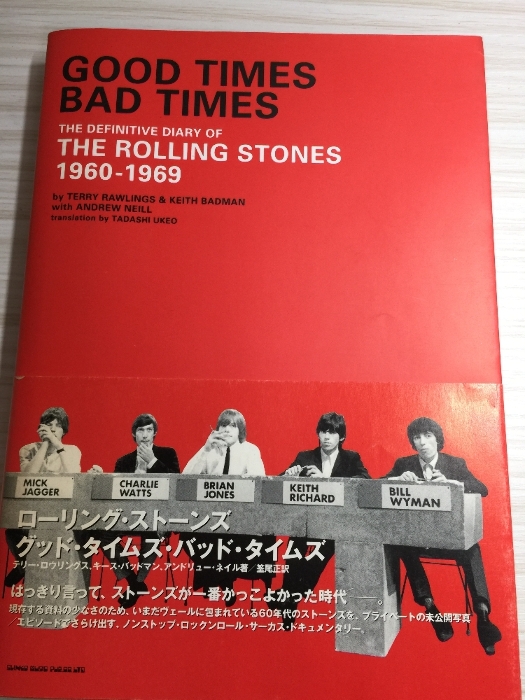 GOOD TIMES
BAD TIMES
THE DEFINITIVE DIARY OF
THE ROLLING STONES
1960-1969
by TERRY RAWLINGS & KEITH BADMAN
with ANDREW NEILL
translation by TADASHI UKEO
MICK JAGGER
CHARLIE WATTS
BRIAN JONES
KEITH RICHARD
BILL WYMAN
ローリング・ストーンズ
グッド・タイムズ・バッド・タイムズ
テリー・ロウリングス、キース・バッドマン、アンドリュー・ネイル著/筌尾正訳
はっきり言って、ストーンズが一番かっこよかった時代――。
現存する資料の少なさのため、いまだヴェールに包まれている60年代のストーンズを、プライベートの未公開写真
/エピソードでさらけ出す、ノンストップ・ロックンロール・サーカス・ドキュメンタリー。